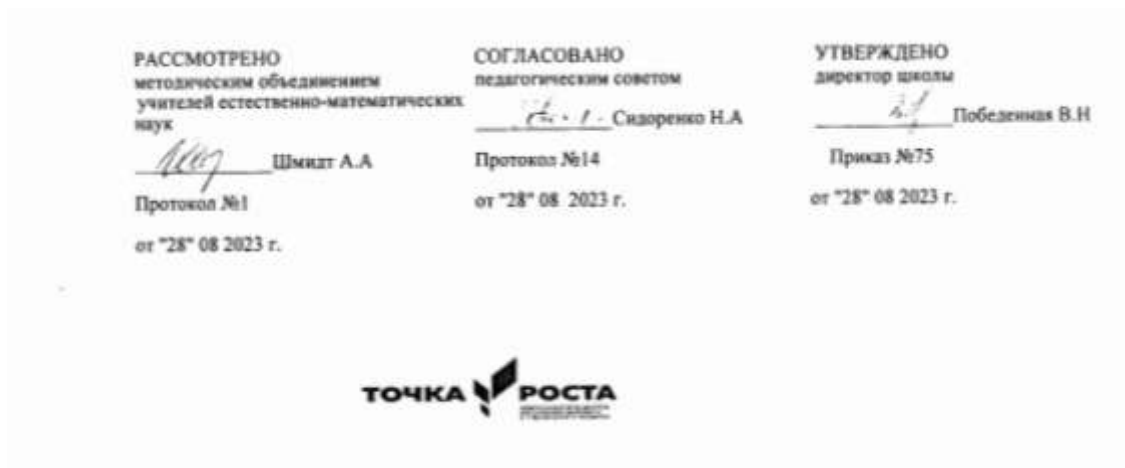 РАССМОТРЕНО
методическим объединением
учителей естественно-математических
наук
Шмидт А.А
Протокол №1
от "28" 08 2023 г.
СОГЛАСОВАНО
педагогическим советом
Сидоренко Н.А
Протокол №14
от "28" 08 2023 г.
УТВЕРЖДЕНО
директор школы
Победенная В.Н
Приказ №75
от "28" 08 2023 г.
ТОЧКА РОСТА